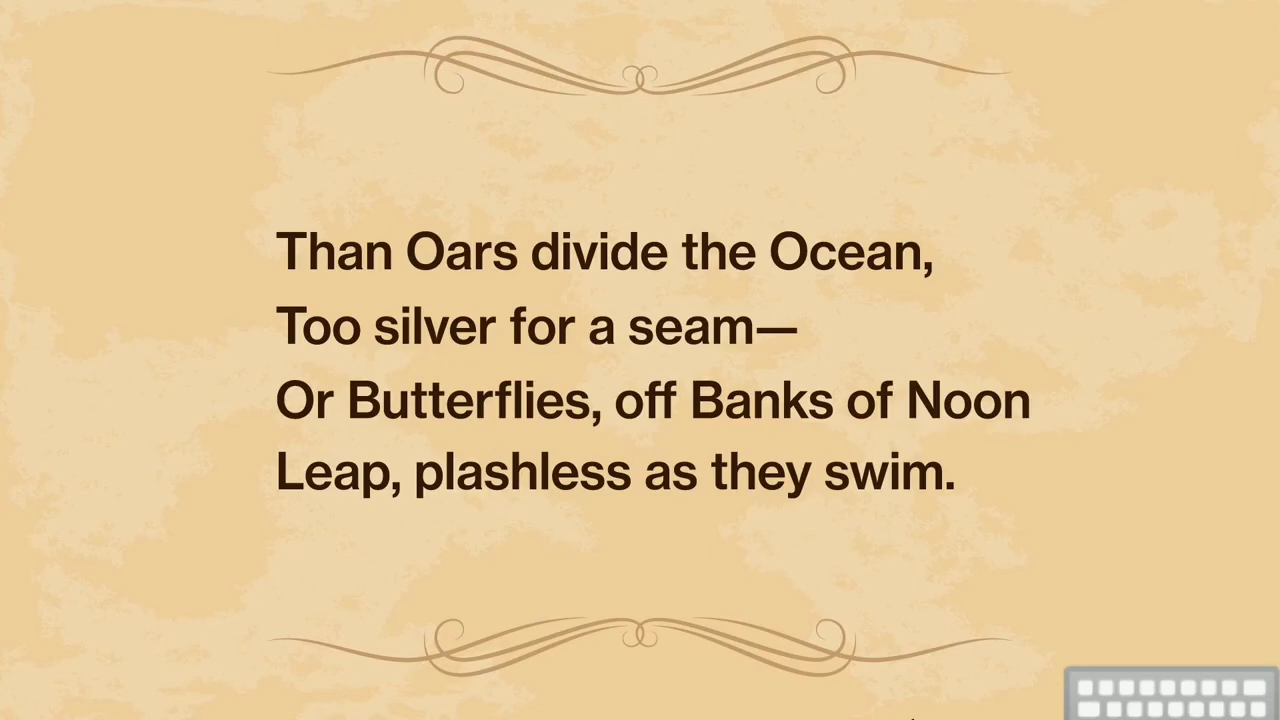 Than Oars divide the Ocean,
Too silver for a seam—
Or Butterflies, off Banks of Noon
Leap, plashless as they swim.